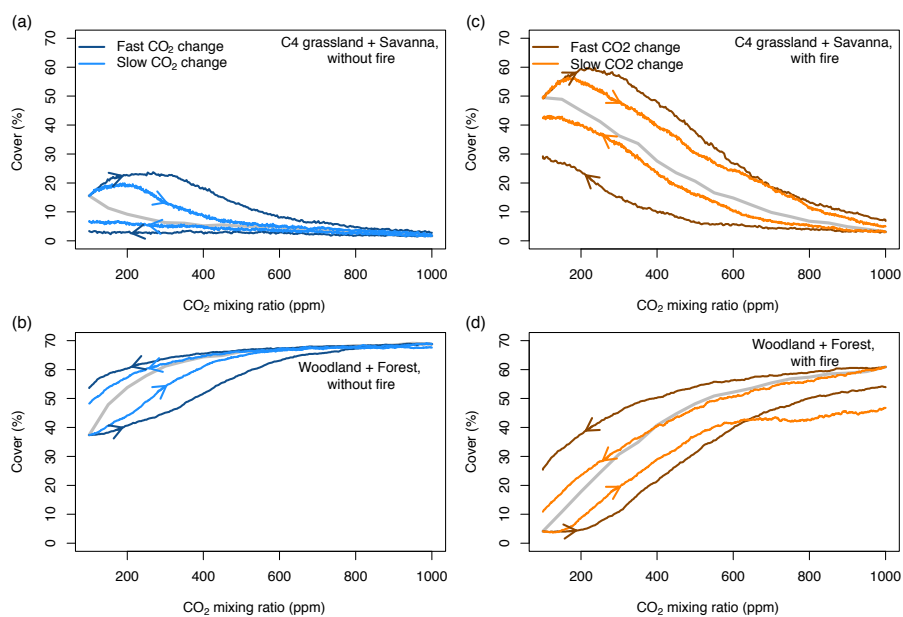 (a)
Fast CO2 change
Slow CO2 change
C4 grassland + Savanna,
without fire
Cover (%)
0
10
20
30
40
50
60
70
200
400
600
800
1000
CO2 mixing ratio (ppm)
(c)
Fast CO2 change
Slow CO2 change
C4 grassland + Savanna,
with fire
Cover (%)
0
10
20
30
40
50
60
70
200
400
600
800
1000
CO2 mixing ratio (ppm)
(b)
Woodland + Forest,
without fire
Cover (%)
0
10
20
30
40
50
60
70
200
400
600
800
1000
CO2 mixing ratio (ppm)
(d)
Woodland + Forest,
with fire
Cover (%)
0
10
20
30
40
50
60
70
200
400
600
800
1000
CO2 mixing ratio (ppm)